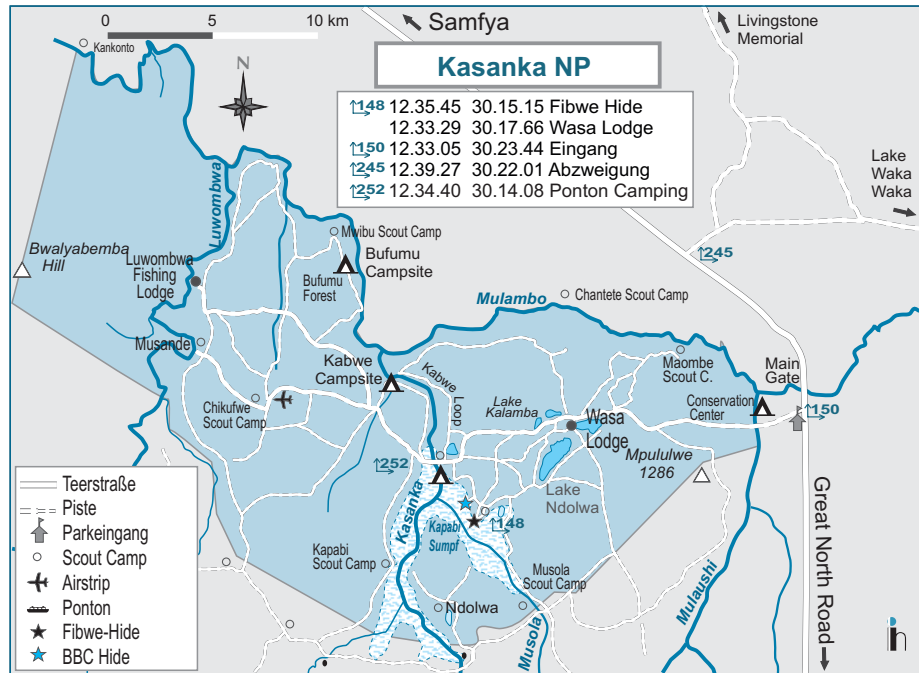 0 5 10 km
Kankonto
Samfya
Livingstone
Memorial
N
Kasanka NP
148 12.35.45 30.15.15 Fibwe Hide
12.33.29 30.17.66 Wasa Lodge
150 12.33.05 30.23.44 Eingang
245 12.39.27 30.22.01 Abzweigung
252 12.34.40 30.14.08 Ponton Camping
Lake
Waka
Waka
Luwombwa
Mwibu Scout Camp
Bwalyabemba
Hill
Luwombwa
Fishing
Lodge
Bufumu
Campsite
Bufumu
Forest
245
Mulambo
Chantete Scout Camp
Musande
Kabwe
Campsite
Kabwe
Loop
Maombe
Scout C.
Main
Gate
Chikufwe
Scout Camp
Lake
Kalamba
Wasa
Lodge
Conservation
Center
150
252
Mpululwe
1286
Lake
Ndolwa
Kasanka
Kapabi
Sumpf
148
Kapabi
Scout Camp
Musola
Scout Camp
Ndolwa
Musola
Mulaushi
Great North Road
Teerstraße
Piste
Parkeingang
Scout Camp
Airstrip
Ponton
Fibwe-Hide
BBC Hide
ih